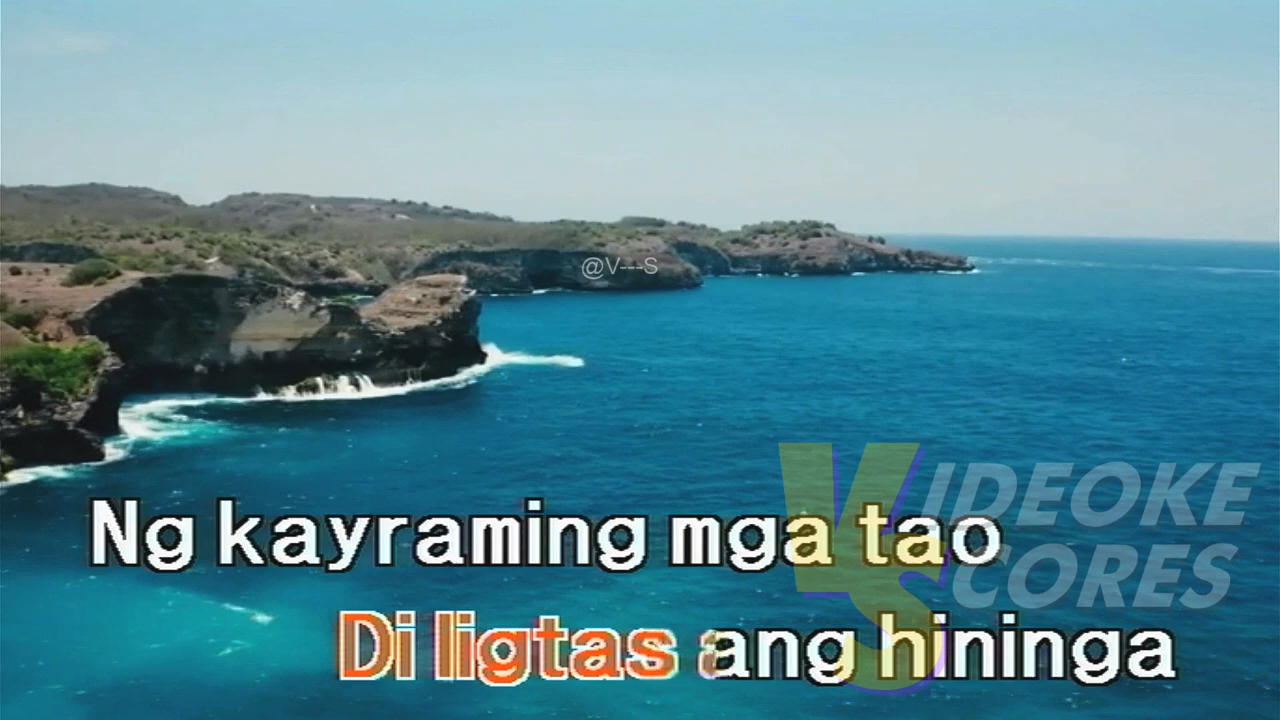 @V---S
VIDEOKE
SCORES
Ng kayraming mga tao
Di ligtas ang hininga